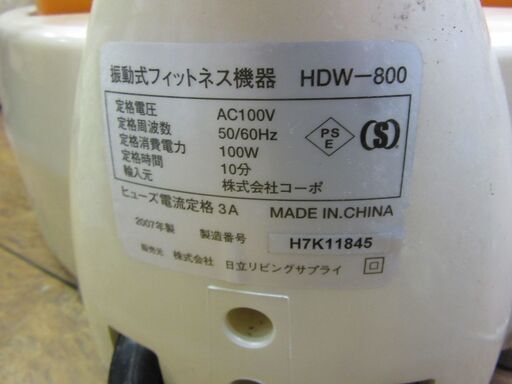 振動式フィットネス機器 HDW-800
定格電圧 AC100V
定格周波数 50/60Hz
定格消費電力 100W
定格時間 10分
輸入元 株式会社コーポ
PS
E
S
ヒューズ電流定格 3A MADE IN.CHINA
2007年製 製造番号 H7K11845
販売元 株式会社 日立リビングサプライ